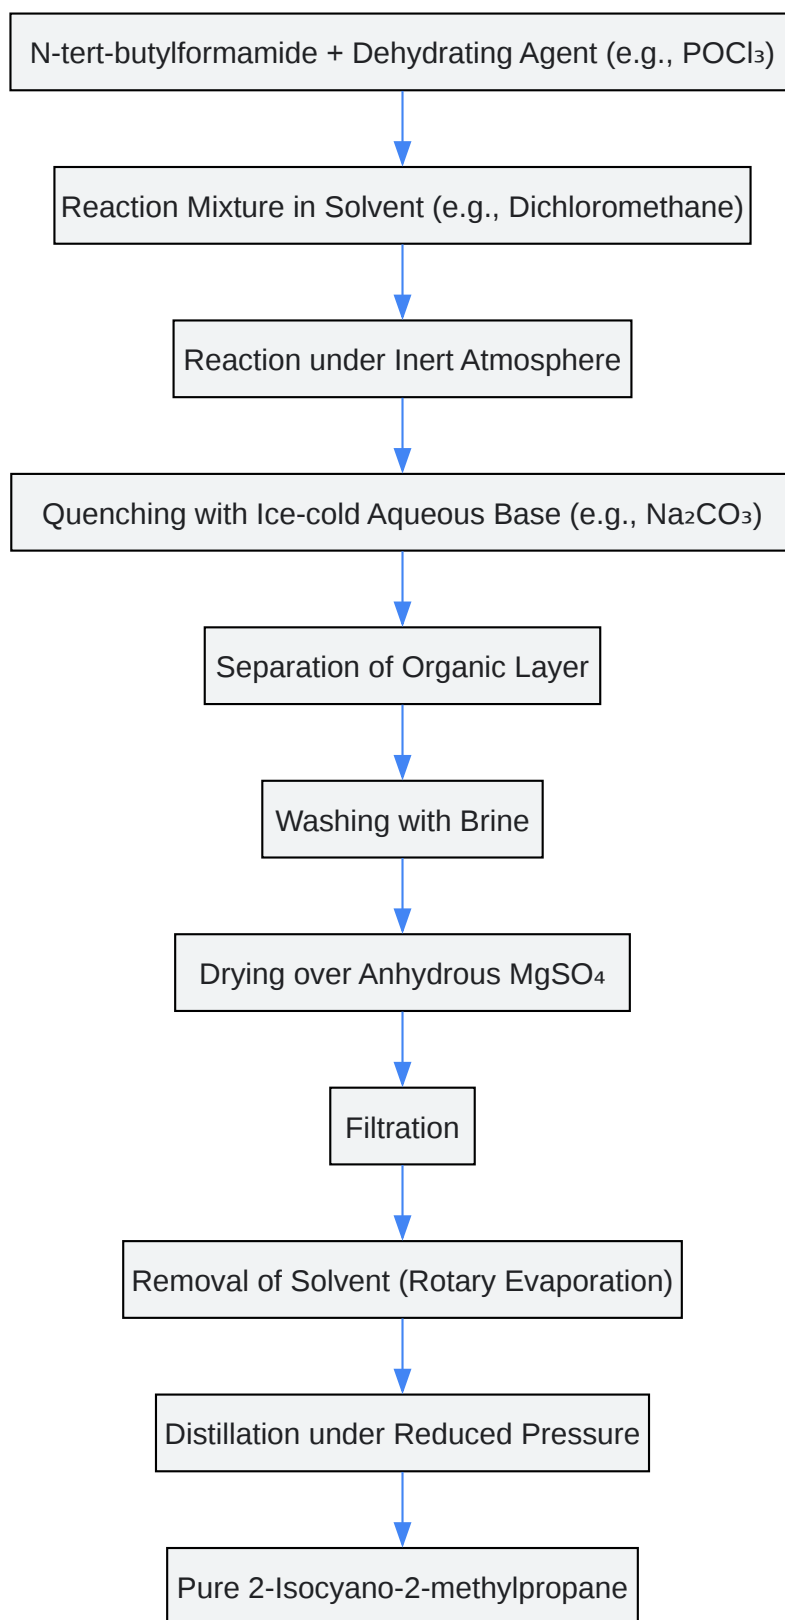 N-tert-butylformamide + Dehydrating Agent (e.g., POCl₃)
Reaction Mixture in Solvent (e.g., Dichloromethane)
Reaction under Inert Atmosphere
Quenching with Ice-cold Aqueous Base (e.g., Na₂CO₃)
Separation of Organic Layer
Washing with Brine
Drying over Anhydrous MgSO₄
Filtration
Removal of Solvent (Rotary Evaporation)
Distillation under Reduced Pressure
Pure 2-Isocyano-2-methylpropane